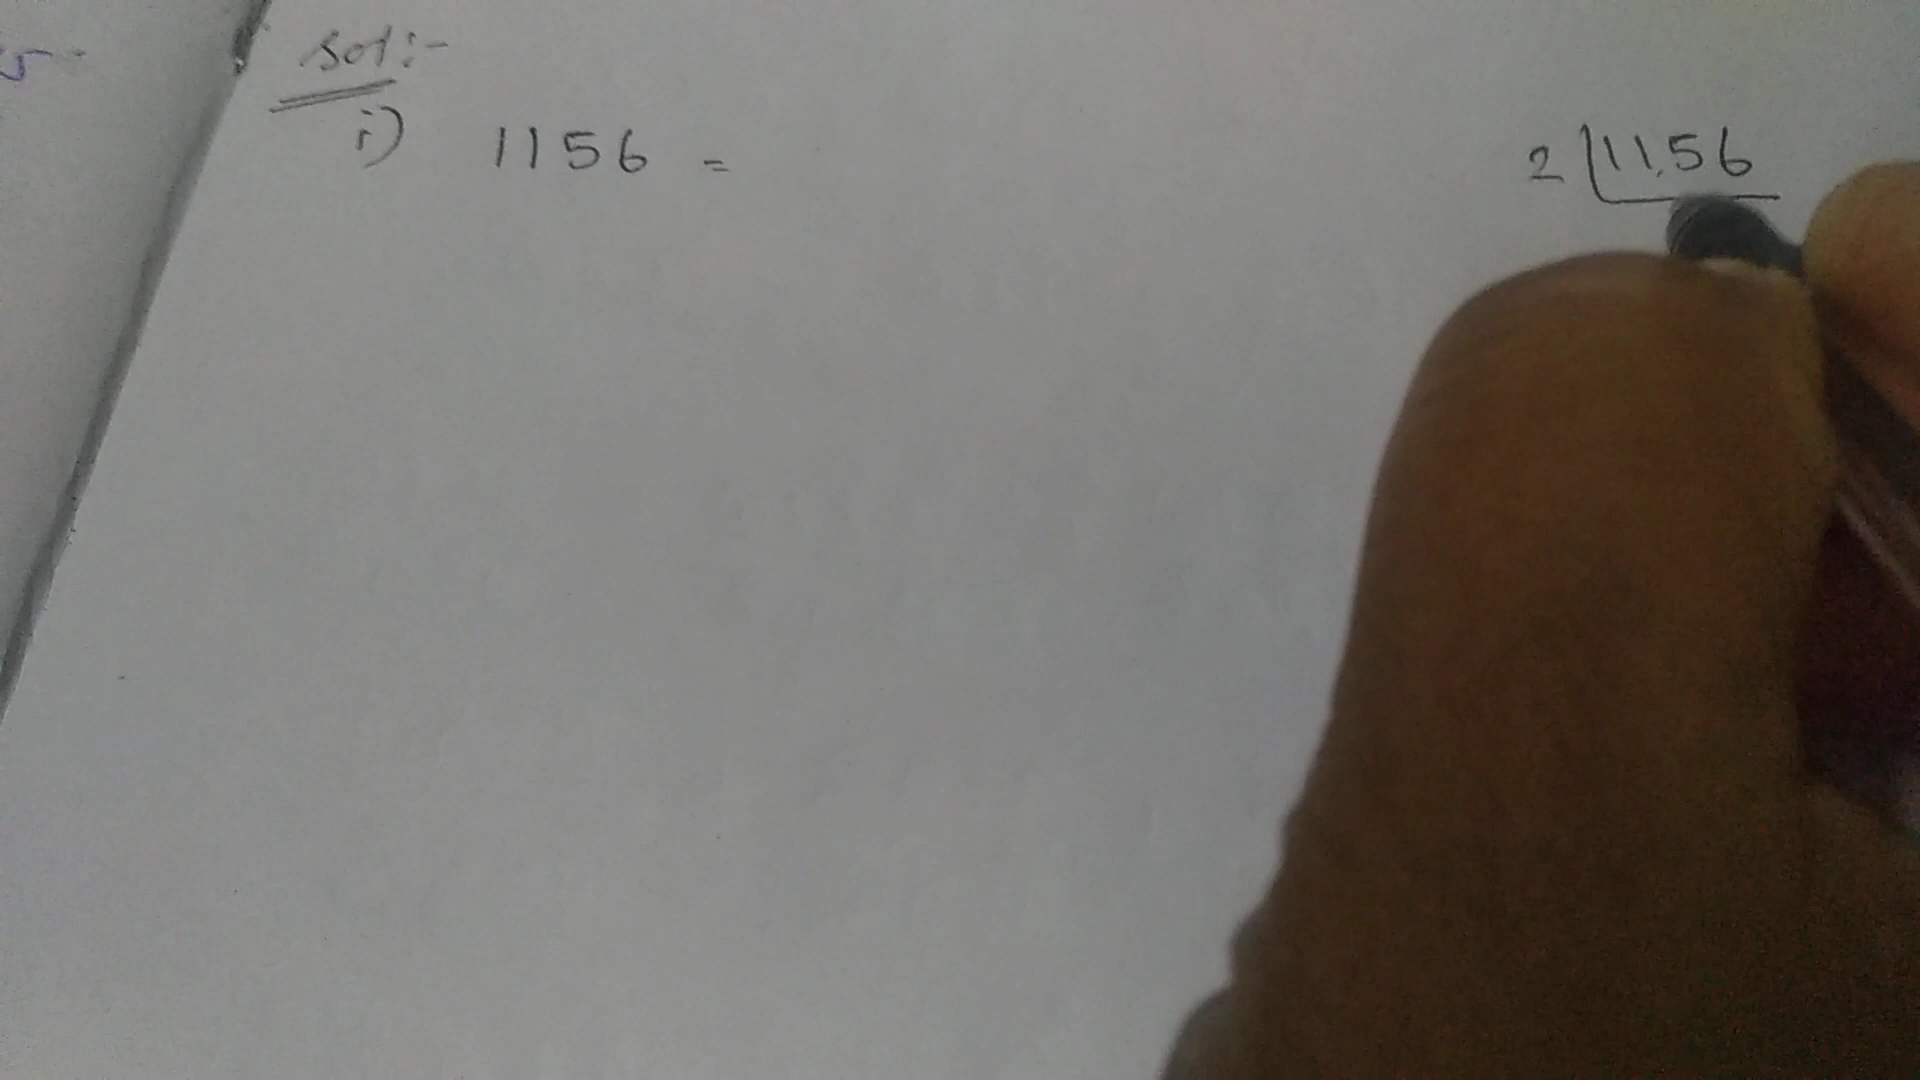 Sol:-
i) 1156 =
2 | 11,56